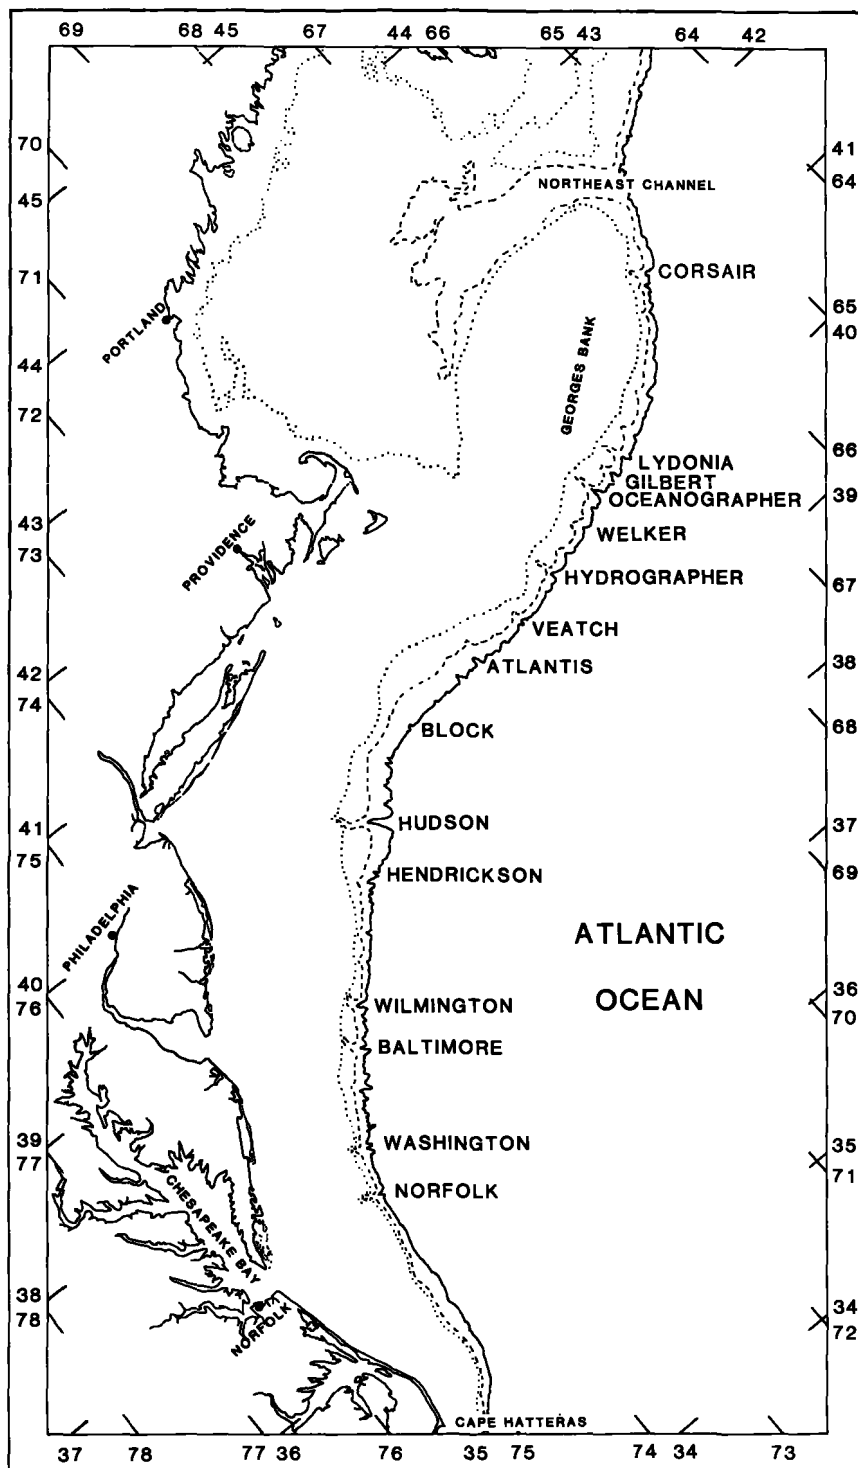 69 68 45 67 44 66 65 43 64 42
70
45
71
44
72
43
73
42
74
41
75
40
76
39
77
38
78
41
64
65
40
66
39
67
38
68
37
69
36
70
35
71
34
72
NORTHEAST CHANNEL
CORSAIR
PORTLAND
GEORGES BANK
LYDONIA
GILBERT
OCEANOGRAPHER
PROVIDENCE
WELKER
HYDROGRAPHER
VEATCH
ATLANTIS
BLOCK
HUDSON
HENDRICKSON
PHILADELPHIA
ATLANTIC
OCEAN
WILMINGTON
BALTIMORE
WASHINGTON
NORFOLK
CHESAPEAKE BAY
NORFOLK
CAPE HATTERAS
37 78 77 36 76 35 75 74 34 73